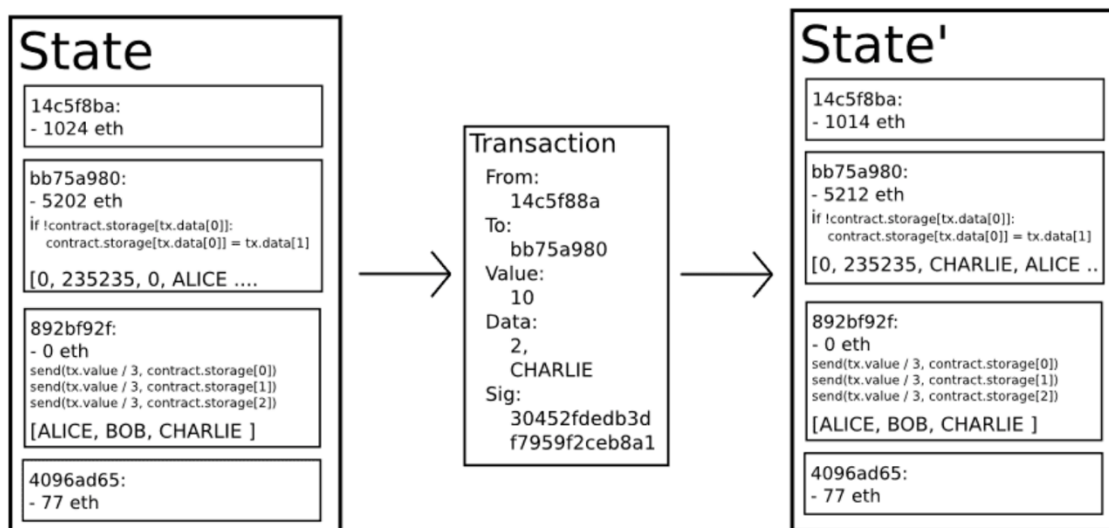 State
14c5f8ba:
- 1024 eth
bb75a980:
- 5202 eth
if !contract.storage[tx.data[0]]:
contract.storage[tx.data[0]] = tx.data[1]
[0, 235235, 0, ALICE ....
892bf92f:
- 0 eth
send(tx.value / 3, contract.storage[0])
send(tx.value / 3, contract.storage[1])
send(tx.value / 3, contract.storage[2])
[ALICE, BOB, CHARLIE ]
4096ad65:
- 77 eth
Transaction
From:
14c5f88a
To:
bb75a980
Value:
10
Data:
2,
CHARLIE
Sig:
30452fdedb3d
f7959f2ceb8a1
State'
14c5f8ba:
- 1014 eth
bb75a980:
- 5212 eth
if !contract.storage[tx.data[0]]:
contract.storage[tx.data[0]] = tx.data[1]
[0, 235235, CHARLIE, ALICE ..
892bf92f:
- 0 eth
send(tx.value / 3, contract.storage[0])
send(tx.value / 3, contract.storage[1])
send(tx.value / 3, contract.storage[2])
[ALICE, BOB, CHARLIE ]
4096ad65:
- 77 eth